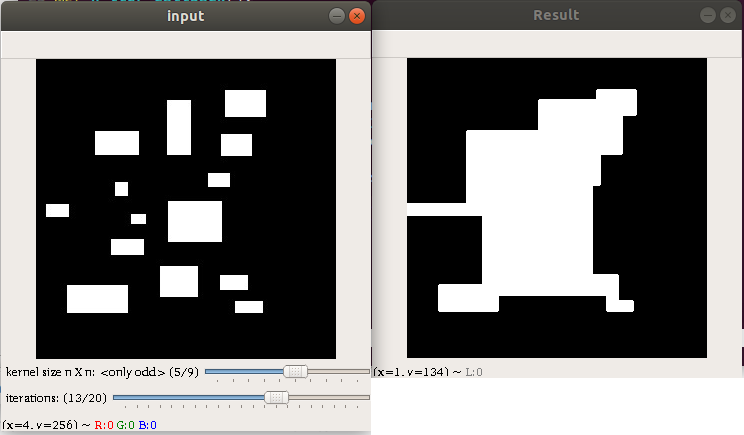 input
Result
kernel size n X n: <only odd> (5/9)
iterations: (13/20)
(x=4, y=256) ~ R:0 G:0 B:0
(x=1, y=134) ~ L:0